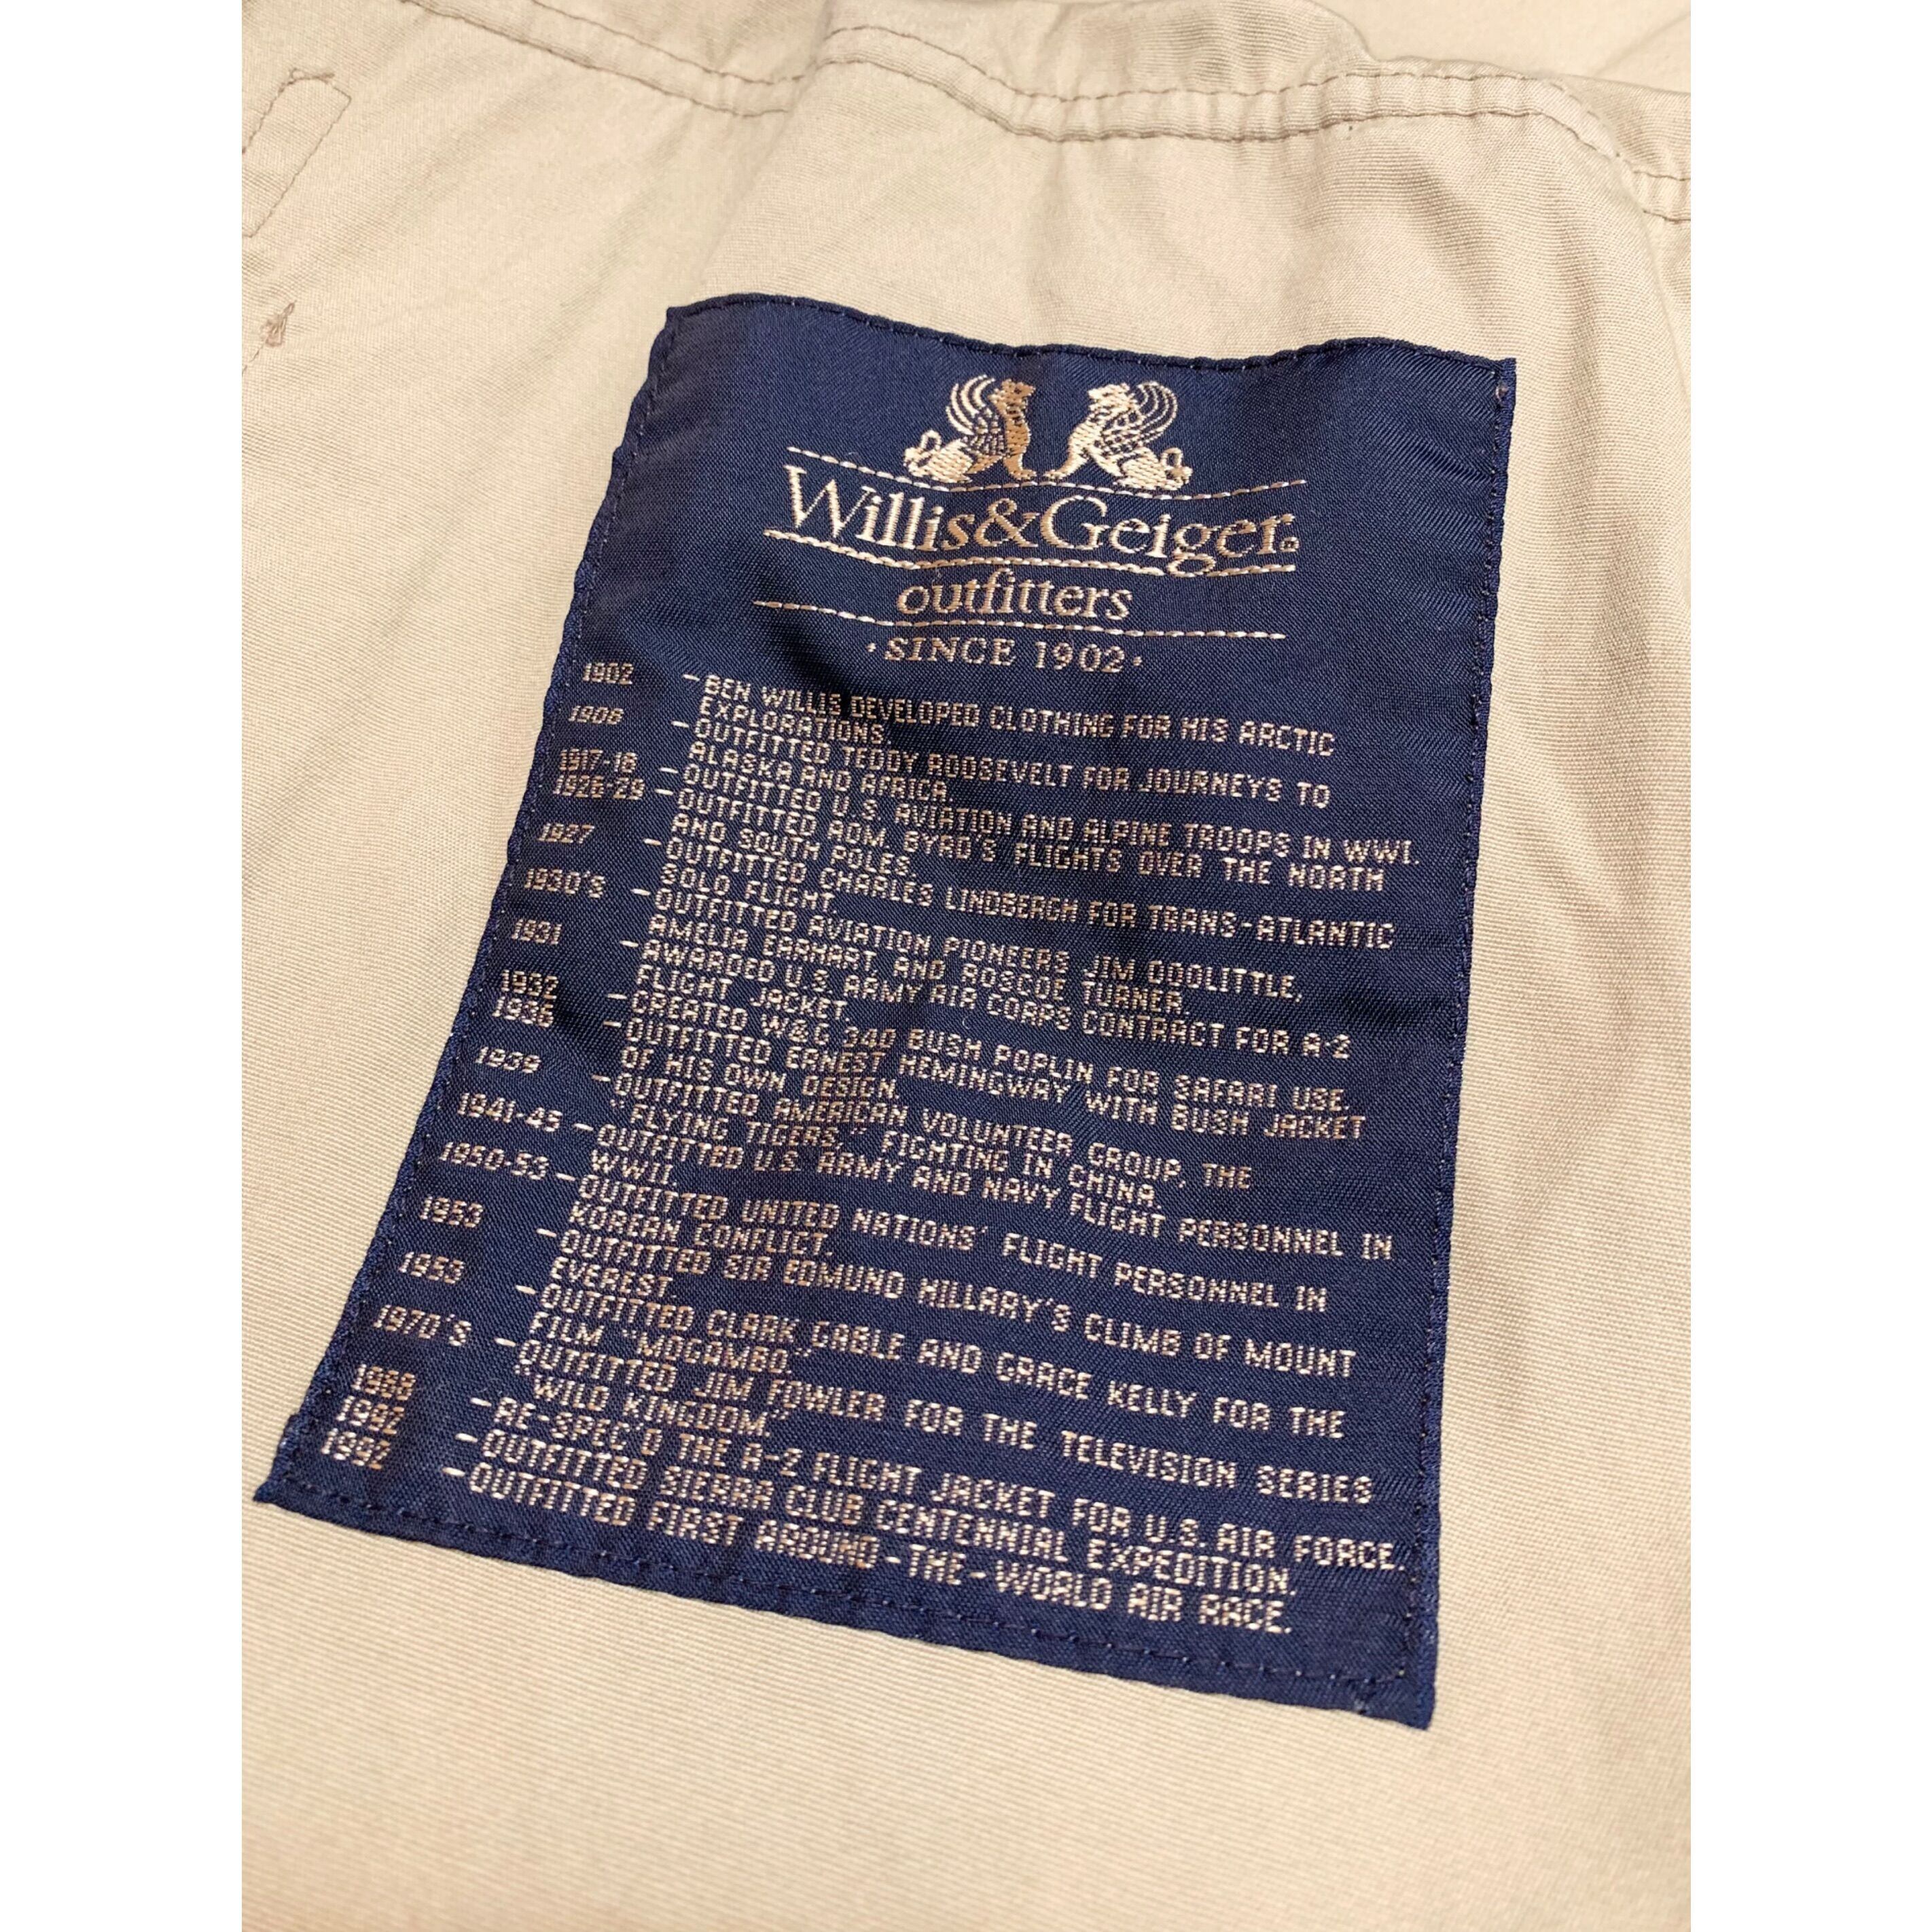 Willis&Geiger®
outfitters
·SINCE 1902·
1902 -BEN WILLIS DEVELOPED CLOTHING FOR HIS ARCTIC
EXPLORATIONS.
1908 -OUTFITTED TEDDY ROOSEVELT FOR JOURNEYS TO
ALASKA AND AFRICA
1917-18 -OUTFITTED U.S. AVIATION AND ALPINE TROOPS IN WWI.
1926-29 -OUTFITTED ADM. BYRD'S FLIGHTS OVER THE NORTH
AND SOUTH POLES.
1927 -OUTFITTED CHARLES LINDBERGH FOR TRANS-ATLANTIC
SOLO FLIGHT.
1930'S -OUTFITTED AVIATION PIONEERS JIM DOOLITTLE,
AMELIA EARHART, AND ROSCOE TURNER.
1931 -AWARDED U.S. ARMY AIR CORPS CONTRACT FOR A-2
FLIGHT JACKET.
1932 -CREATED W&G 340 BUSH POPLIN FOR SAFARI USE.
1936 -OUTFITTED ERNEST HEMINGWAY WITH BUSH JACKET
OF HIS OWN DESIGN.
1939 -OUTFITTED AMERICAN VOLUNTEER GROUP, THE
"FLYING TIGERS," FIGHTING IN CHINA.
1941-45 -OUTFITTED U.S. ARMY AND NAVY FLIGHT PERSONNEL IN
WWII.
1950-53 -OUTFITTED UNITED NATIONS' FLIGHT PERSONNEL IN
KOREAN CONFLICT.
1953 -OUTFITTED SIR EDMUND HILLARY'S CLIMB OF MOUNT
EVEREST.
1953 -OUTFITTED CLARK GABLE AND GRACE KELLY FOR THE
FILM "MOGAMBO."
1970'S -OUTFITTED JIM FOWLER FOR THE TELEVISION SERIES
"WILD KINGDOM."
1988 -RE-SPEC'D THE A-2 FLIGHT JACKET FOR U.S. AIR FORCE.
1992 -OUTFITTED SIERRA CLUB CENTENNIAL EXPEDITION.
1992 -OUTFITTED FIRST AROUND-THE-WORLD AIR RACE.